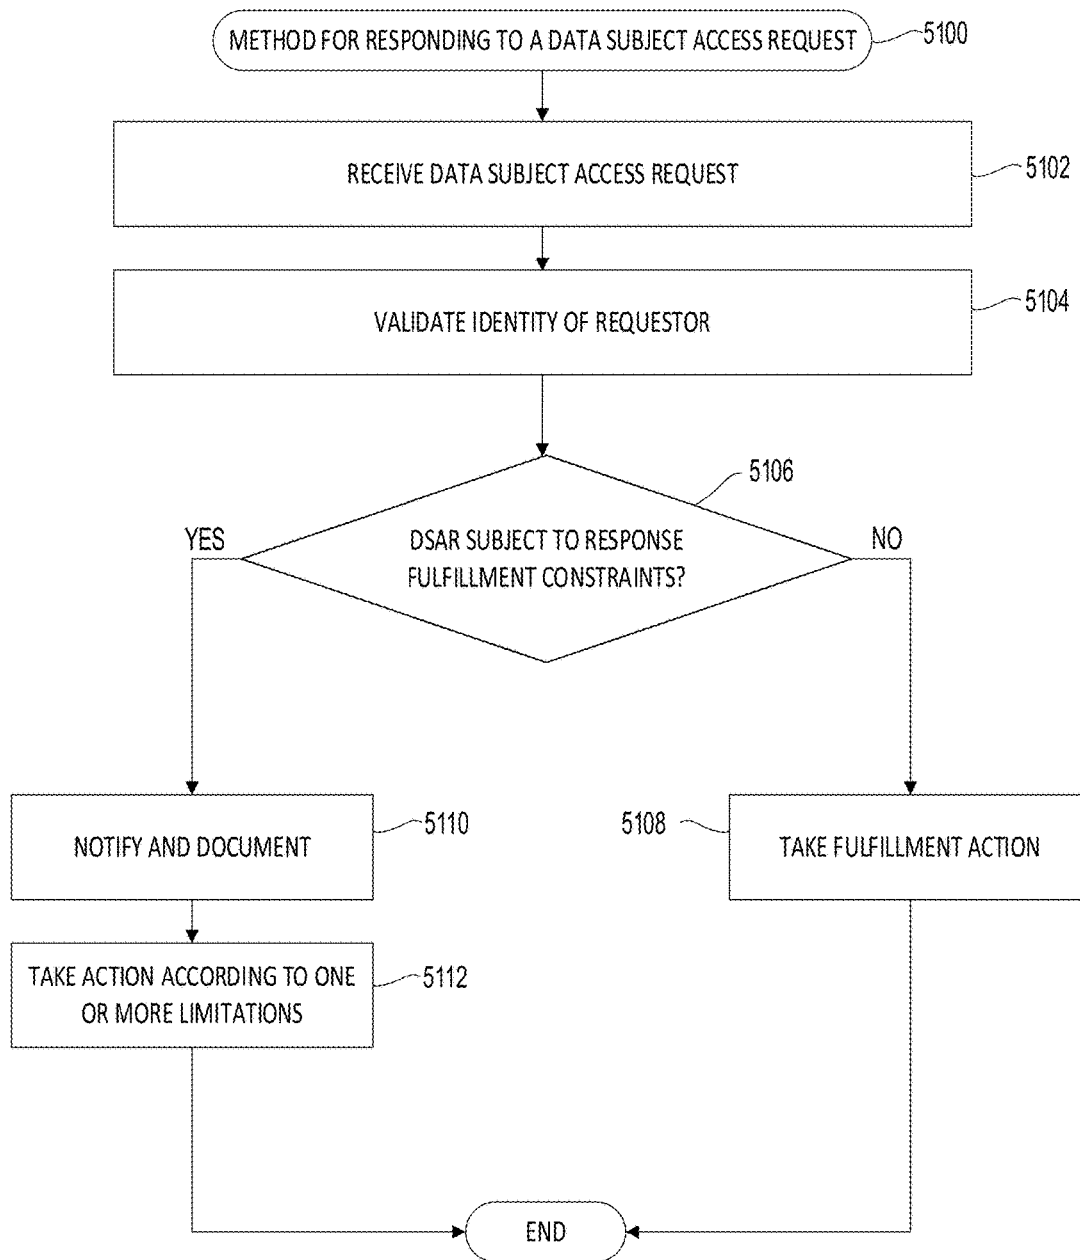 METHOD FOR RESPONDING TO A DATA SUBJECT ACCESS REQUEST
5100
RECEIVE DATA SUBJECT ACCESS REQUEST
5102
VALIDATE IDENTITY OF REQUESTOR
5104
5106
YES
DSAR SUBJECT TO RESPONSE
FULFILLMENT CONSTRAINTS?
NO
NOTIFY AND DOCUMENT
5110
5108
TAKE FULFILLMENT ACTION
TAKE ACTION ACCORDING TO ONE
OR MORE LIMITATIONS
5112
END